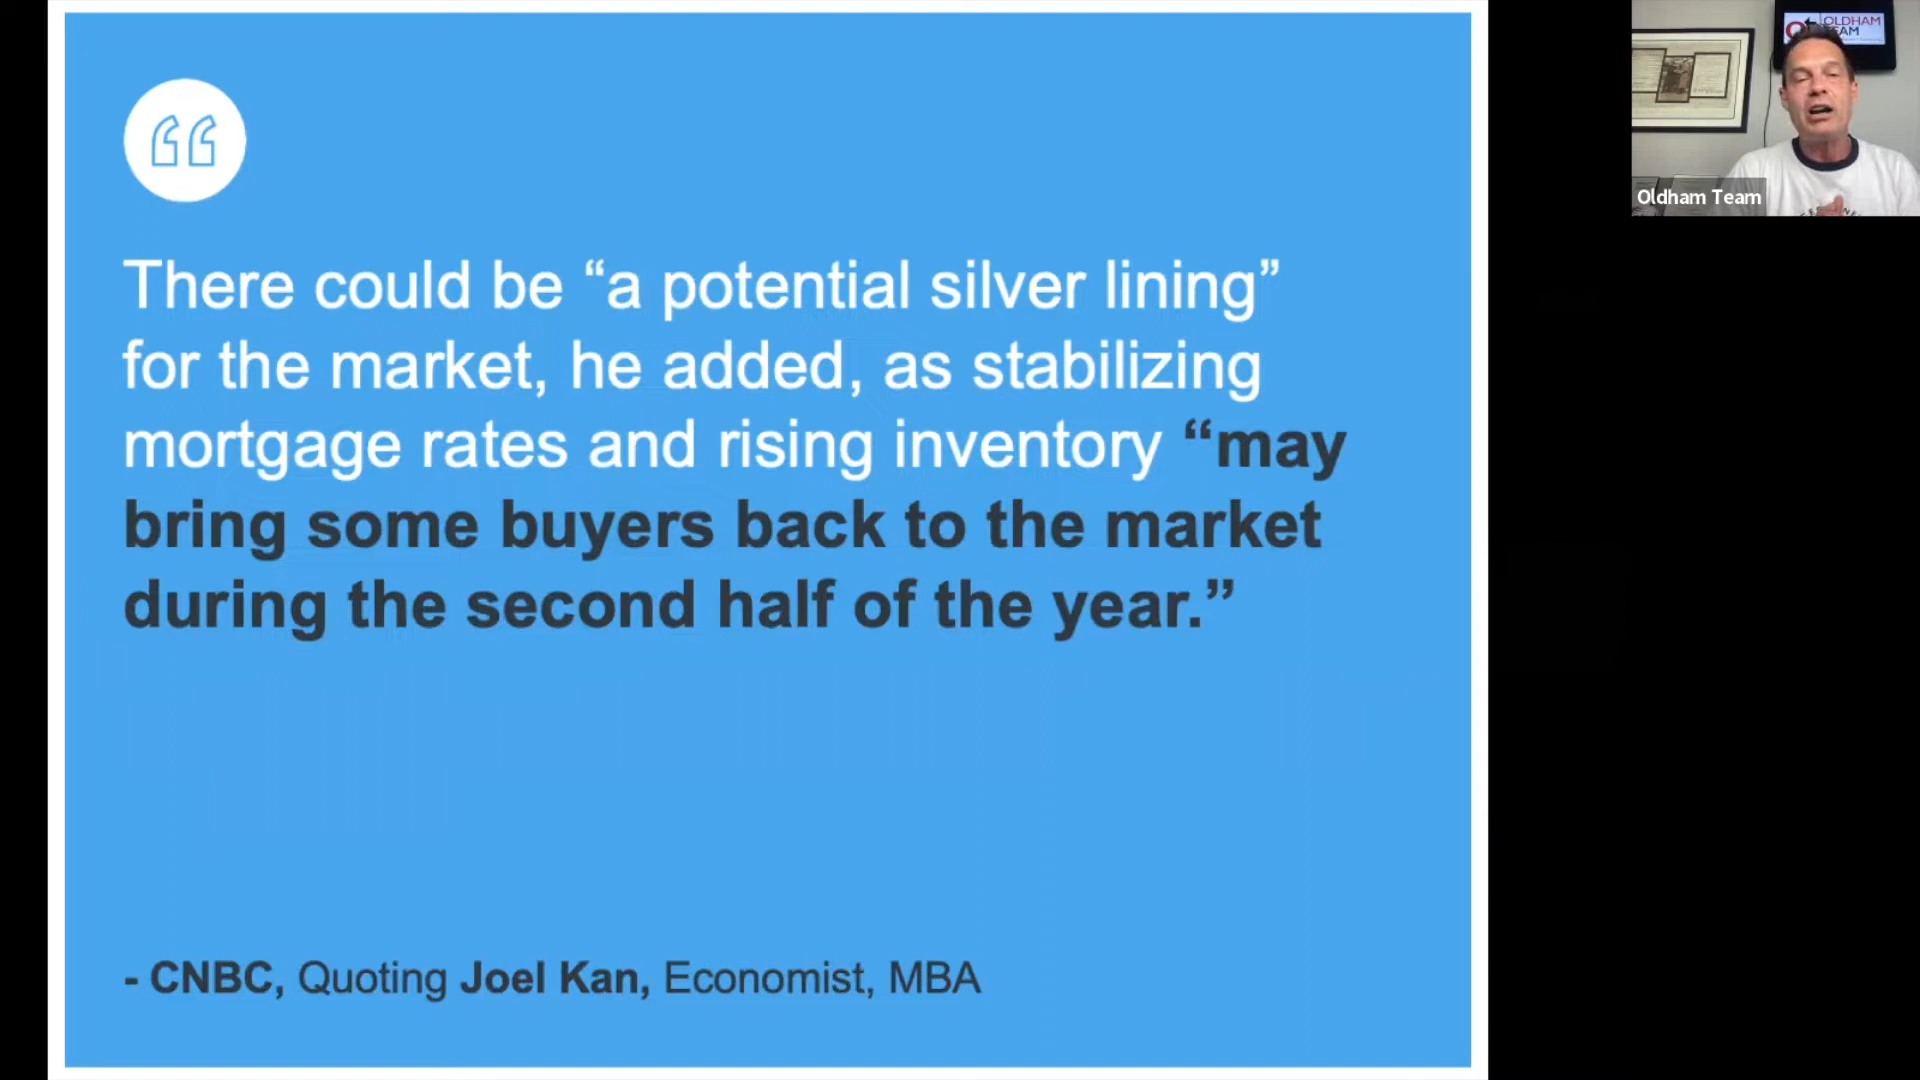 There could be “a potential silver lining”
for the market, he added, as stabilizing
mortgage rates and rising inventory “may
bring some buyers back to the market
during the second half of the year.”
- CNBC, Quoting Joel Kan, Economist, MBA
OLDHAM
TEAM
Oldham Team